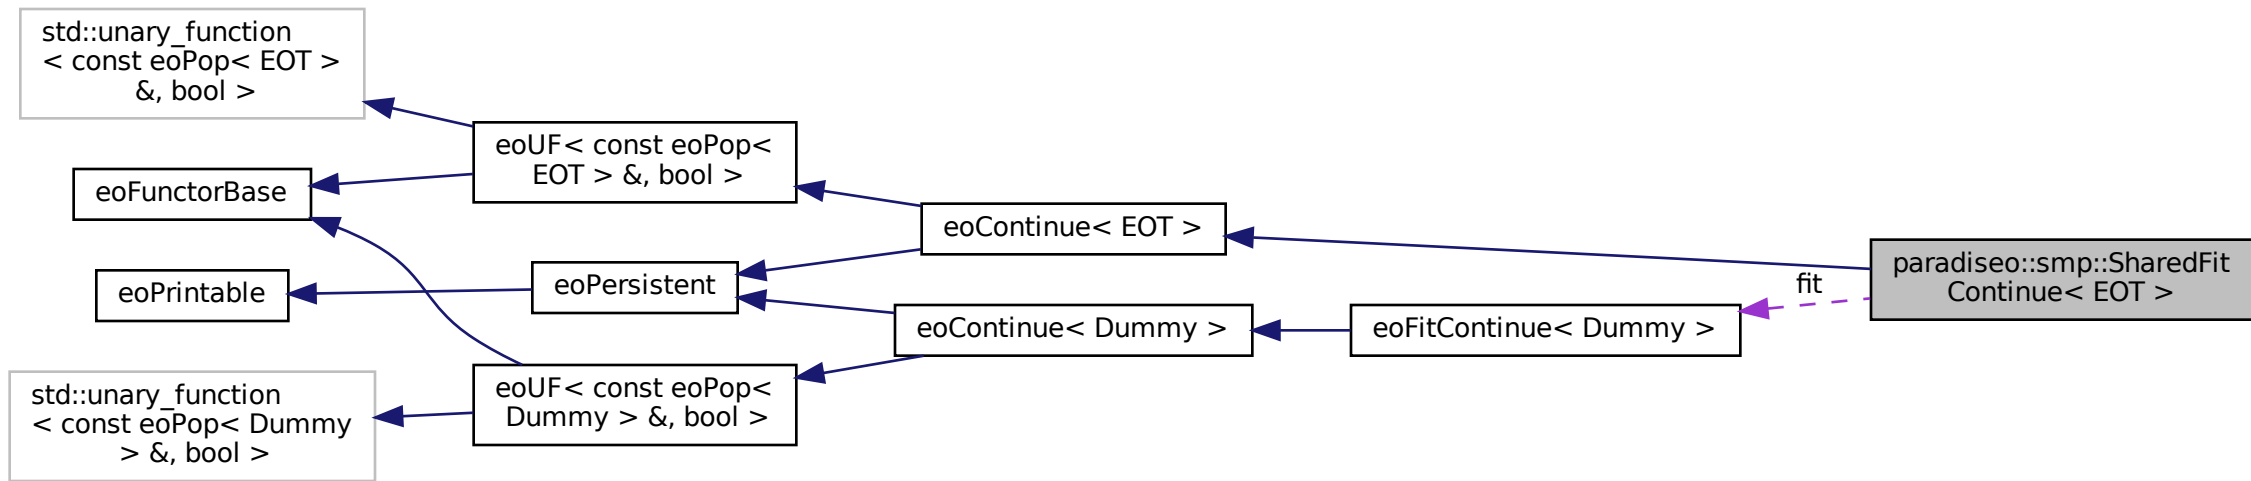 std::unary_function
< const eoPop< EOT >
&, bool >
eoFunctorBase
eoPrintable
std::unary_function
< const eoPop< Dummy
> &, bool >
eoUF< const eoPop<
EOT > &, bool >
eoPersistent
eoUF< const eoPop<
Dummy > &, bool >
eoContinue< EOT >
eoContinue< Dummy >
eoFitContinue< Dummy >
fit
paradiseo::smp::SharedFit
Continue< EOT >